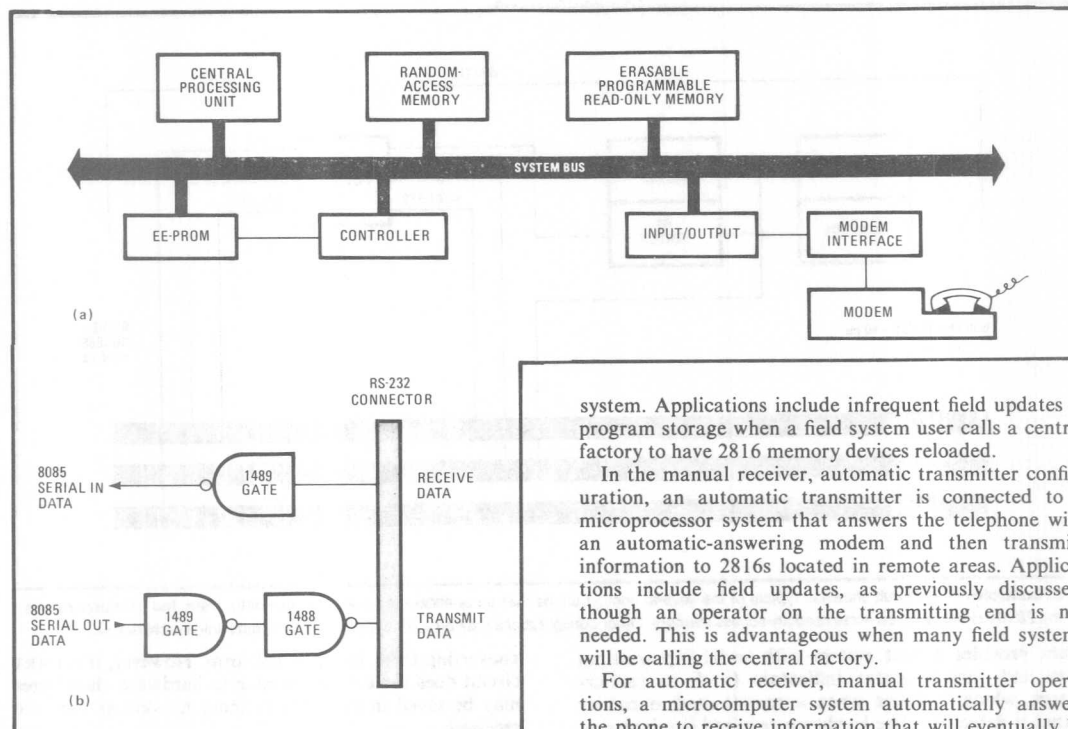 CENTRAL
PROCESSING
UNIT
RANDOM-
ACCESS
MEMORY
ERASABLE
PROGRAMMABLE
READ-ONLY MEMORY
SYSTEM BUS
EE-PROM
CONTROLLER
INPUT/OUTPUT
MODEM
INTERFACE
MODEM
(a)
RS-232
CONNECTOR
8085
SERIAL IN
DATA
1489
GATE
RECEIVE
DATA
8085
SERIAL OUT
DATA
1489
GATE
1488
GATE
TRANSMIT
DATA
(b)
system. Applications include infrequent field updates
program storage when a field system user calls a centr
factory to have 2816 memory devices reloaded.
In the manual receiver, automatic transmitter config
uration, an automatic transmitter is connected to
microprocessor system that answers the telephone wi
an automatic-answering modem and then transmi
information to 2816s located in remote areas. Applica
tions include field updates, as previously discusse
though an operator on the transmitting end is n
needed. This is advantageous when many field system
will be calling the central factory.
For automatic receiver, manual transmitter opera
tions, a microcomputer system automatically answe
the phone to receive information that will eventually